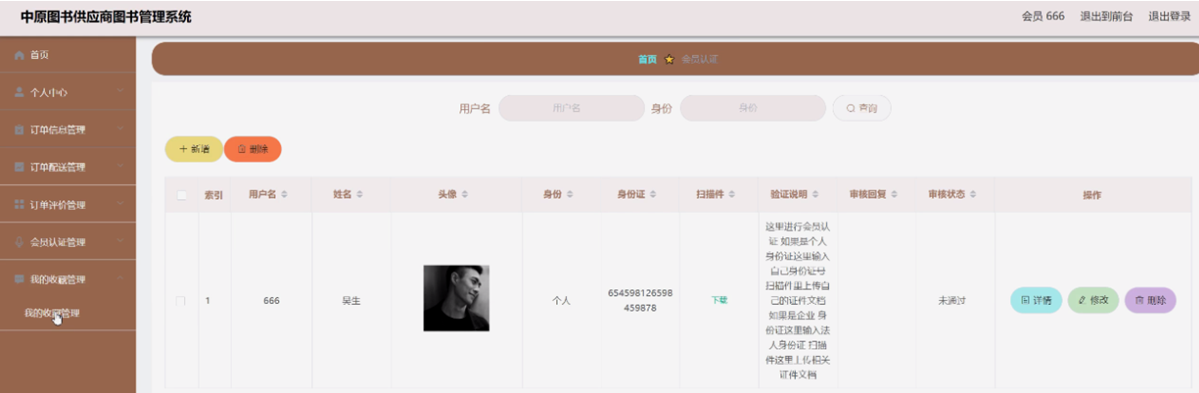 中原图书供应商图书管理系统
会员 666 退出到前台 退出登录
首页
首页 会员认证
个人中心
用户名 用户名 身份 身份 查询
订单信息管理
新增 删除
订单配送管理
索引 用户名 姓名 头像 身份 身份证 扫描件 验证说明 审核回复 审核状态 操作
订单评价管理
会员认证管理
我的收藏管理
我的收藏管理
1 666 吴生 个人
654598126598
459878
下载
这里进行会员认
证 如果是个人
身份证这里输入
自己身份证号
扫描件里上传自
己的证件文档
如果是企业 身
份证这里输入法
人身份证 扫描
件这里上传相关
证件文档
未通过
详情 修改 删除